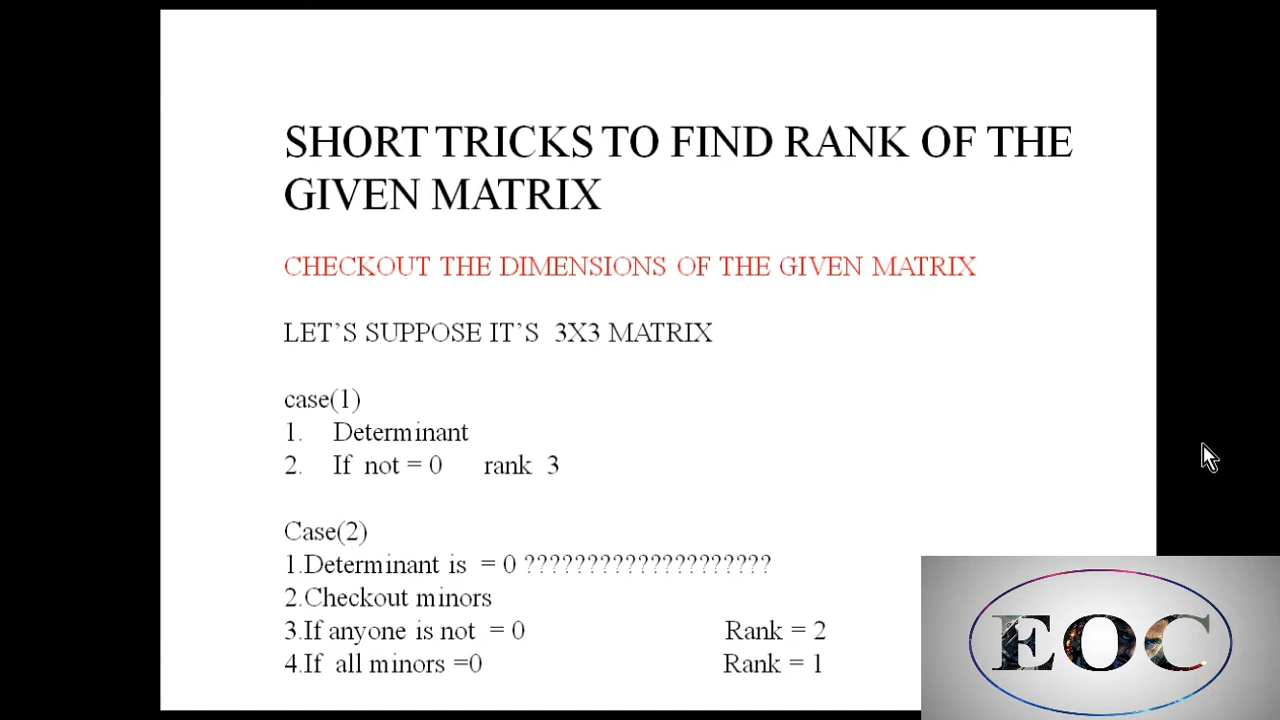 SHORT TRICKS TO FIND RANK OF THE
GIVEN MATRIX
CHECKOUT THE DIMENSIONS OF THE GIVEN MATRIX
LET’S SUPPOSE IT’S 3X3 MATRIX
case(1)
1. Determinant
2. If not = 0 rank 3
Case(2)
1.Determinant is = 0 ????????????????????
2.Checkout minors
3.If anyone is not = 0 Rank = 2
4.If all minors =0 Rank = 1
EOC